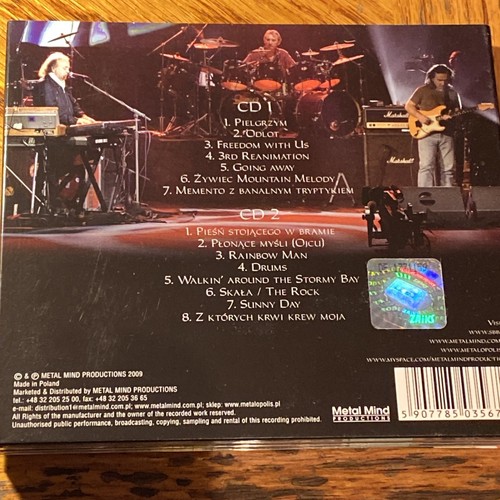 CD 1
1. Pielgrzym
2. Odlot
3. Freedom with Us
4. 3rd Reanimation
5. Going away
6. Żywiec Mountain Melody
7. Memento z banalnym tryptykiem
CD 2
1. Pieśń stojącego w bramie
2. Płonące myśli (Ojcu)
3. Rainbow Man
4. Drums
5. Walkin' around the Stormy Bay
6. Skała / The Rock
7. Sunny Day
8. Z których krwi krew moja
Marshall
Marshall
ZAiKS
WWW.METALMIND.COM
WWW.METALOPOLIS
WWW.MYSPACE.COM/METALMINDPRODUCTI
© & ℗ METAL MIND PRODUCTIONS 2009
Made in Poland
Marketed & Distributed by METAL MIND PRODUCTIONS
tel.: +48 32 205 25 00, fax: +48 32 205 36 65
e-mail: distribution1@metalmind.com.pl; www.metalmind.com.pl; sklep: www.metalopolis.pl
All Rights of the manufacturer and the owner of the recorded work reserved.
Unauthorised public performance, broadcasting, copying, sampling and rental of this recording prohibited.
Metal Mind
PRODUCTIONS
5 907785 03567